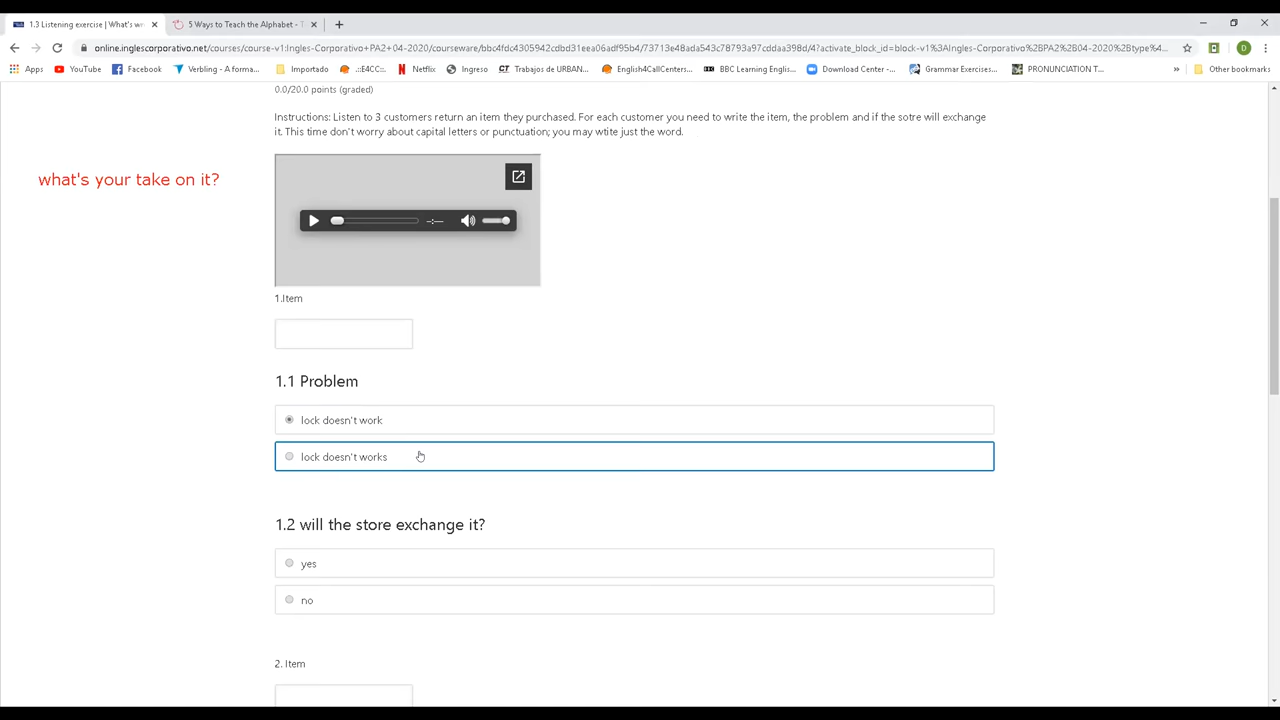 1.3 Listening exercise | What's wr
5 Ways to Teach the Alphabet - T
online.inglescorporativo.net/courses/course-v1:Ingles-Corporativo+PA2+04-2020/courseware/bbc4fdc4305942cdbd31eea06adf95b4/73713e48ada543c78793a97cddaa398d/4?activate_block_id=block-v1%3AIngles-Corporativo%2BPA2%2B04-2020%2Btype%4...
D
Apps YouTube Facebook Verbling - A forma... Importado .::E4CC::. Netflix Ingreso Trabajos de URBAN... English4CallCenters... BBC Learning Engli... Download Center -... Grammar Exercises... PRONUNCIATION T... » Other bookmarks
0.0/20.0 points (graded)
Instructions: Listen to 3 customers return an item they purchased. For each customer you need to write the item, the problem and if the sotre will exchange
it. This time don't worry about capital letters or punctuation; you may wtite just the word.
what's your take on it?
-:--
1.Item
1.1 Problem
lock doesn't work
lock doesn't works
1.2 will the store exchange it?
yes
no
2. Item